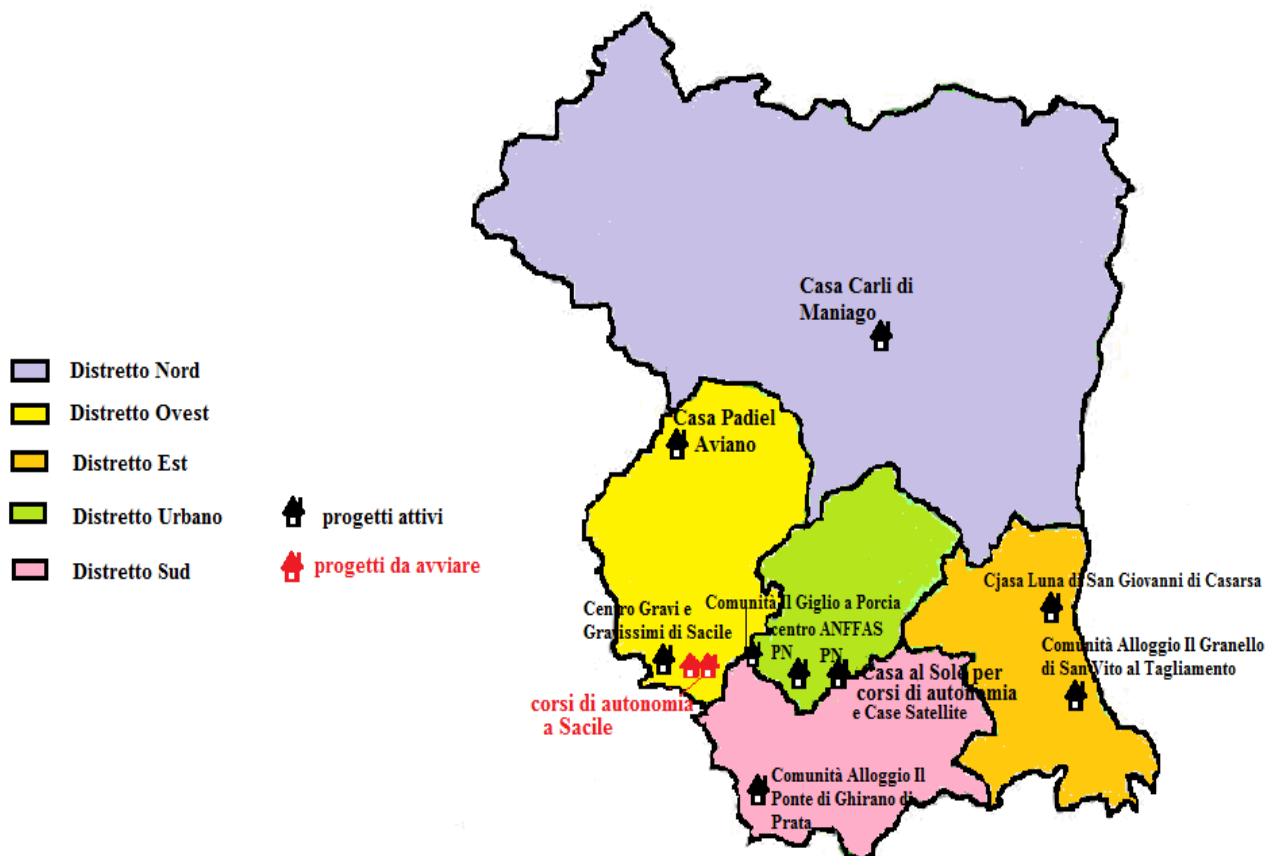 Casa Carli di
Maniago
Distretto Nord
Distretto Ovest
Distretto Est
Distretto Urbano
Distretto Sud
progetti attivi
progetti da avviare
Casa Padiel
Aviano
Centro Gravi e
Gravissimi di Sacile
corsi di autonomia
a Sacile
Comunità Il Giglio a Porcia
centro ANFFAS
PN
PN
Casa al Sole per
corsi di autonomia
e Case Satellite
Cjasa Luna di San Giovanni di Casarsa
Comunità Alloggio Il Granello
di San Vito al Tagliamento
Comunità Alloggio Il
Ponte di Ghirano di
Prata